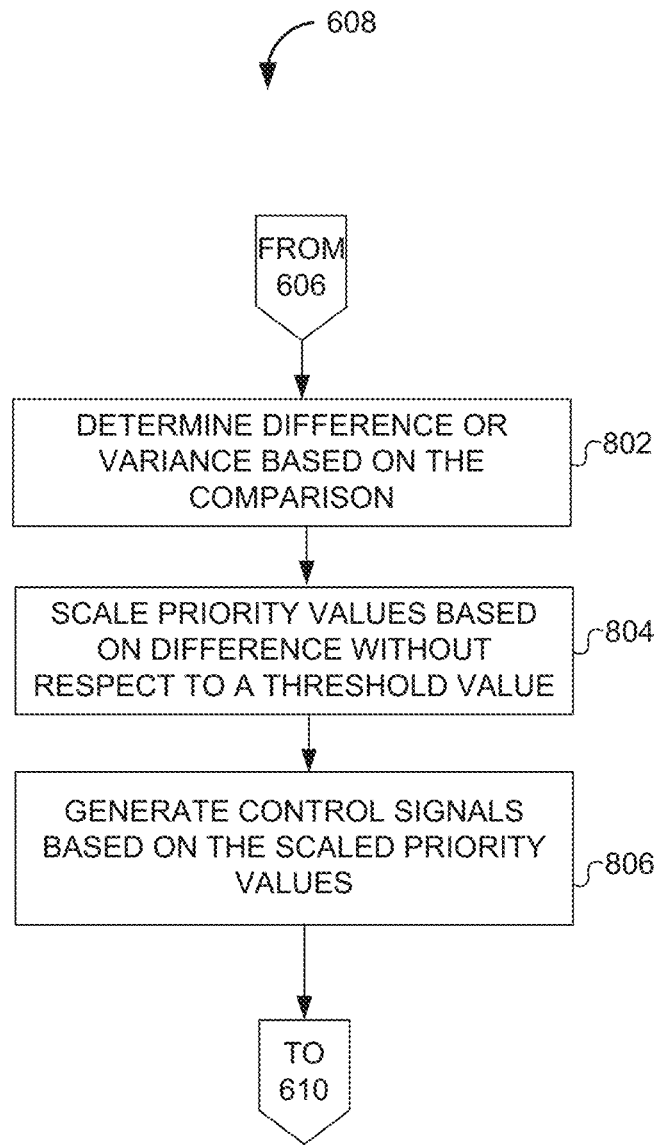 608
FROM
606
DETERMINE DIFFERENCE OR
VARIANCE BASED ON THE
COMPARISON
802
SCALE PRIORITY VALUES BASED
ON DIFFERENCE WITHOUT
RESPECT TO A THRESHOLD VALUE
804
GENERATE CONTROL SIGNALS
BASED ON THE SCALED PRIORITY
VALUES
806
TO
610